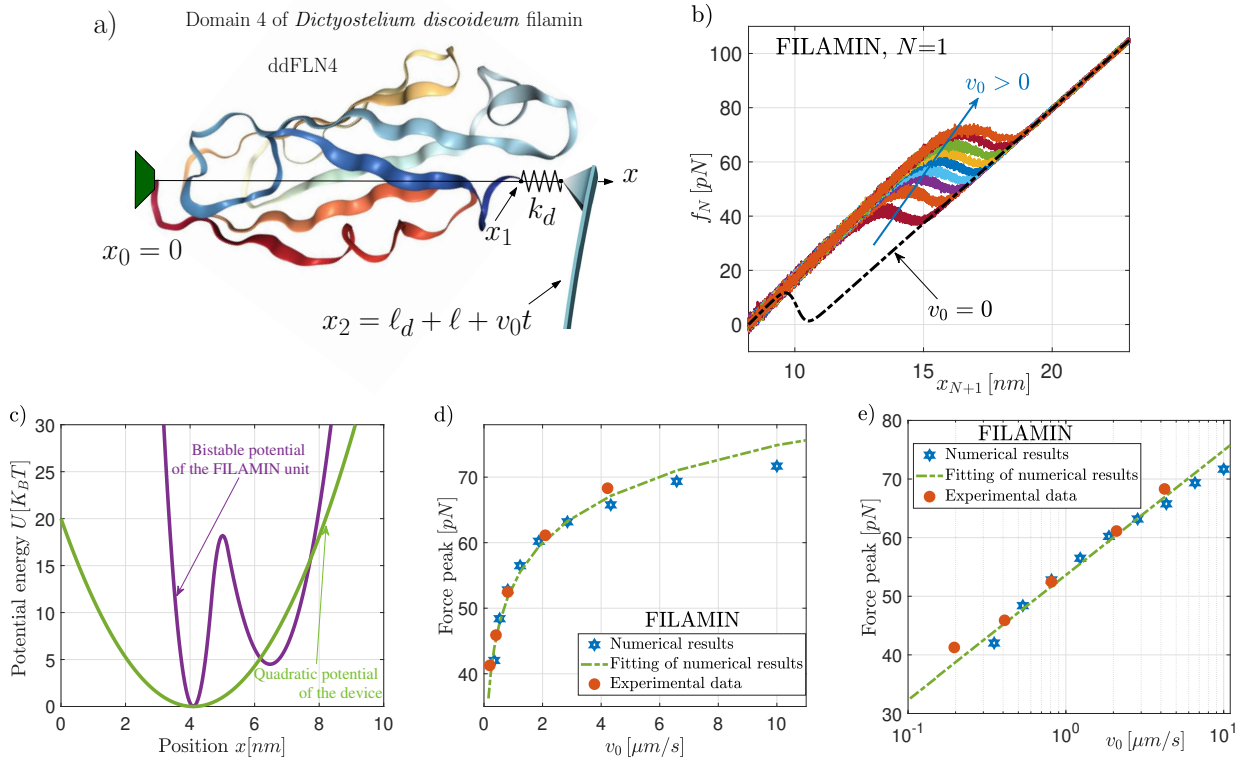 a)
Domain 4 of Dictyostelium discoideum filamin
ddFLN4
x
k_d
x_1
x_0 = 0
x_2 = ℓ_d + ℓ + v_0t
b)
FILAMIN, N=1
v_0 > 0
v_0 = 0
f_N [pN]
100
80
60
40
20
0
10
15
20
x_{N+1} [nm]
c)
Bistable potential
of the FILAMIN unit
Quadratic potential
of the device
Potential energy U[K_BT]
30
25
20
15
10
5
0
0
2
4
6
8
10
Position x[nm]
d)
Force peak [pN]
70
60
50
40
FILAMIN
Numerical results
Fitting of numerical results
Experimental data
0
2
4
6
8
10
v_0 [μm/s]
e)
FILAMIN
Numerical results
Fitting of numerical results
Experimental data
Force peak [pN]
80
70
60
50
40
30
10^{-1}
10^0
10^1
v_0 [μm/s]